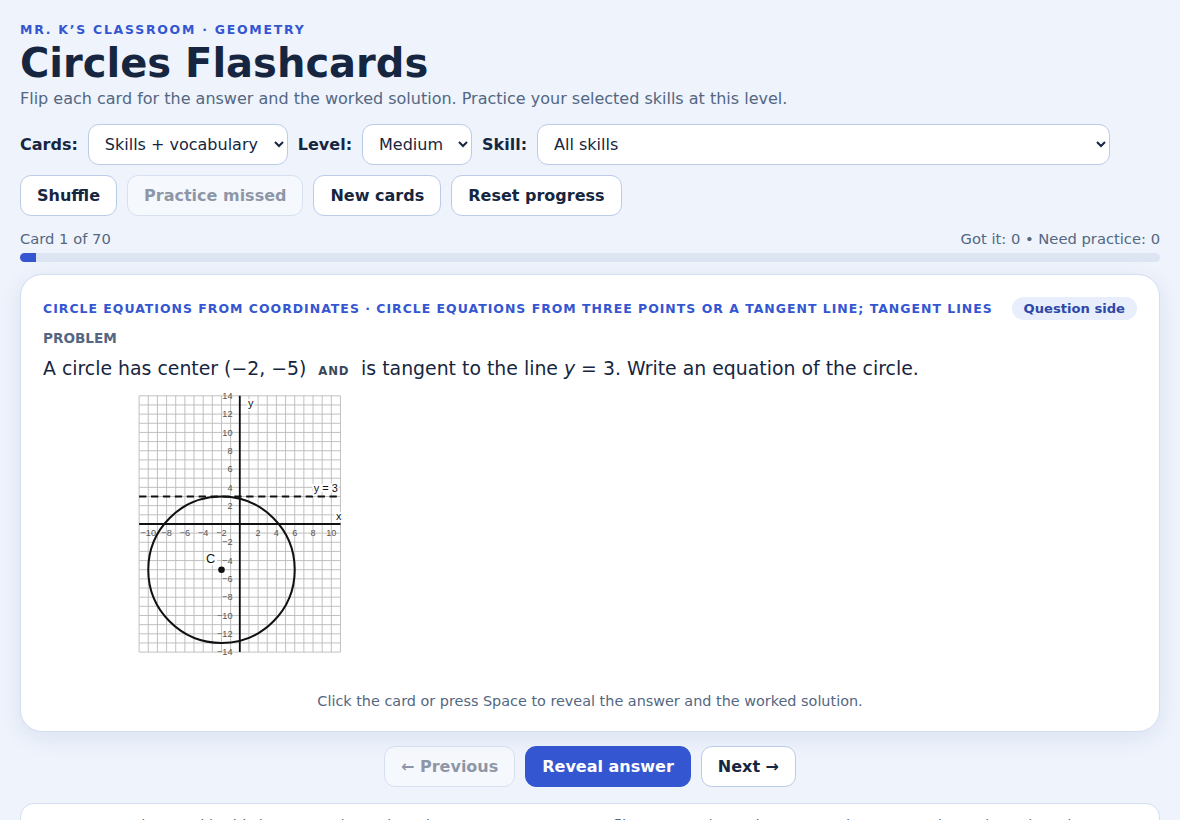 MR. K'S CLASSROOM · GEOMETRY
Circles Flashcards
Flip each card for the answer and the worked solution. Practice your selected skills at this level.
Cards: Skills + vocabulary Level: Medium Skill: All skills
Shuffle Practice missed New cards Reset progress
Card 1 of 70 Got it: 0 • Need practice: 0
CIRCLE EQUATIONS FROM COORDINATES · CIRCLE EQUATIONS FROM THREE POINTS OR A TANGENT LINE; TANGENT LINES Question side
PROBLEM
A circle has center (−2, −5) AND is tangent to the line y = 3. Write an equation of the circle.
14
y
12
10
8
6
4
y = 3
2
x
−10 −8 −6 −4 −2 2 4 6 8 10
−2
C
−4
−6
−8
−10
−12
−14
Click the card or press Space to reveal the answer and the worked solution.
← Previous Reveal answer Next →